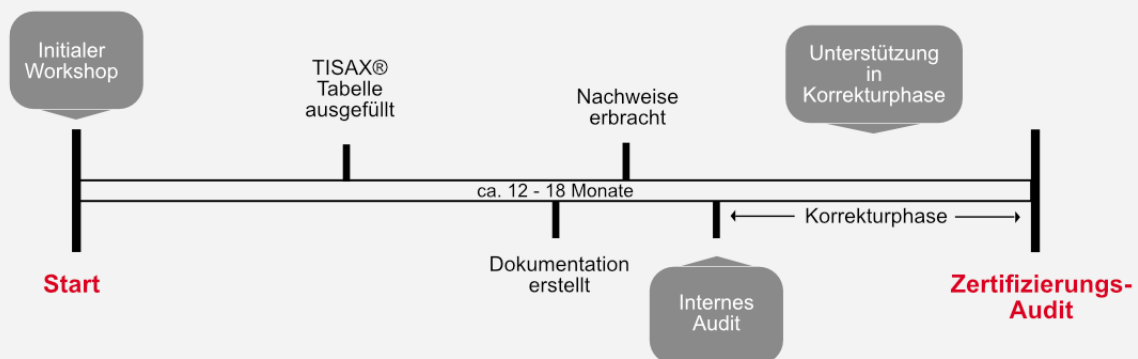 Initialer
Workshop
TISAX®
Tabelle
ausgefüllt
Nachweise
erbracht
Unterstützung
in
Korrekturphase
ca. 12 - 18 Monate
Korrekturphase
Start
Dokumentation
erstellt
Internes
Audit
Zertifizierungs-
Audit